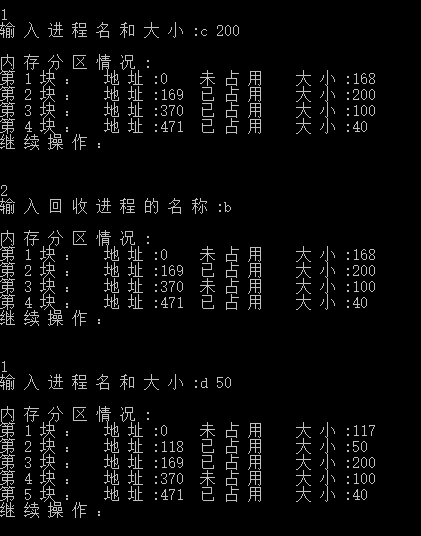 1
输入进程名和大小:c 200
内存分区情况:
第1块: 地址:0 未占用 大小:168
第2块: 地址:169 已占用 大小:200
第3块: 地址:370 已占用 大小:100
第4块: 地址:471 已占用 大小:40
继续操作:
2
输入回收进程的名称:b
内存分区情况:
第1块: 地址:0 未占用 大小:168
第2块: 地址:169 已占用 大小:200
第3块: 地址:370 未占用 大小:100
第4块: 地址:471 已占用 大小:40
继续操作:
1
输入进程名和大小:d 50
内存分区情况:
第1块: 地址:0 未占用 大小:117
第2块: 地址:118 已占用 大小:50
第3块: 地址:169 已占用 大小:200
第4块: 地址:370 未占用 大小:100
第5块: 地址:471 已占用 大小:40
继续操作: